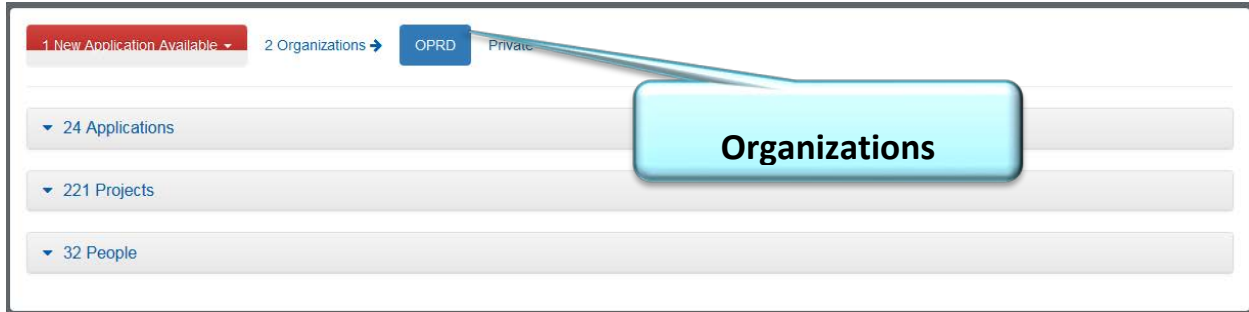 1 New Application Available 2 Organizations → OPRD Private
24 Applications
Organizations
221 Projects
32 People